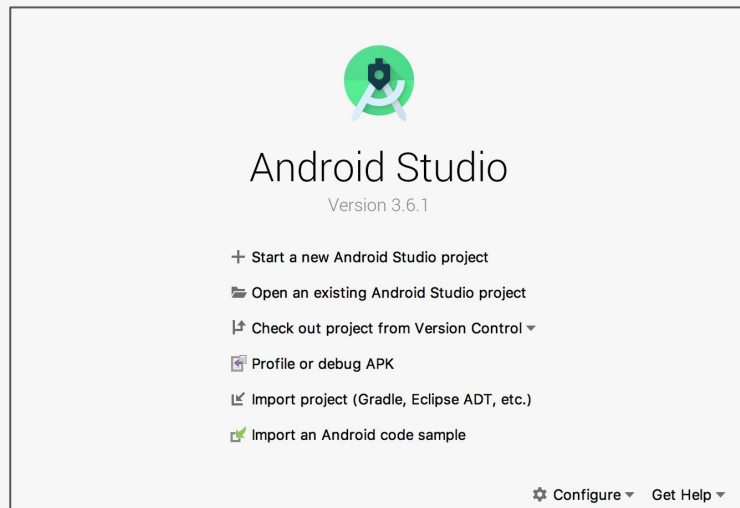 Android Studio
Version 3.6.1
Start a new Android Studio project
Open an existing Android Studio project
Check out project from Version Control
Profile or debug APK
Import project (Gradle, Eclipse ADT, etc.)
Import an Android code sample
Configure Get Help